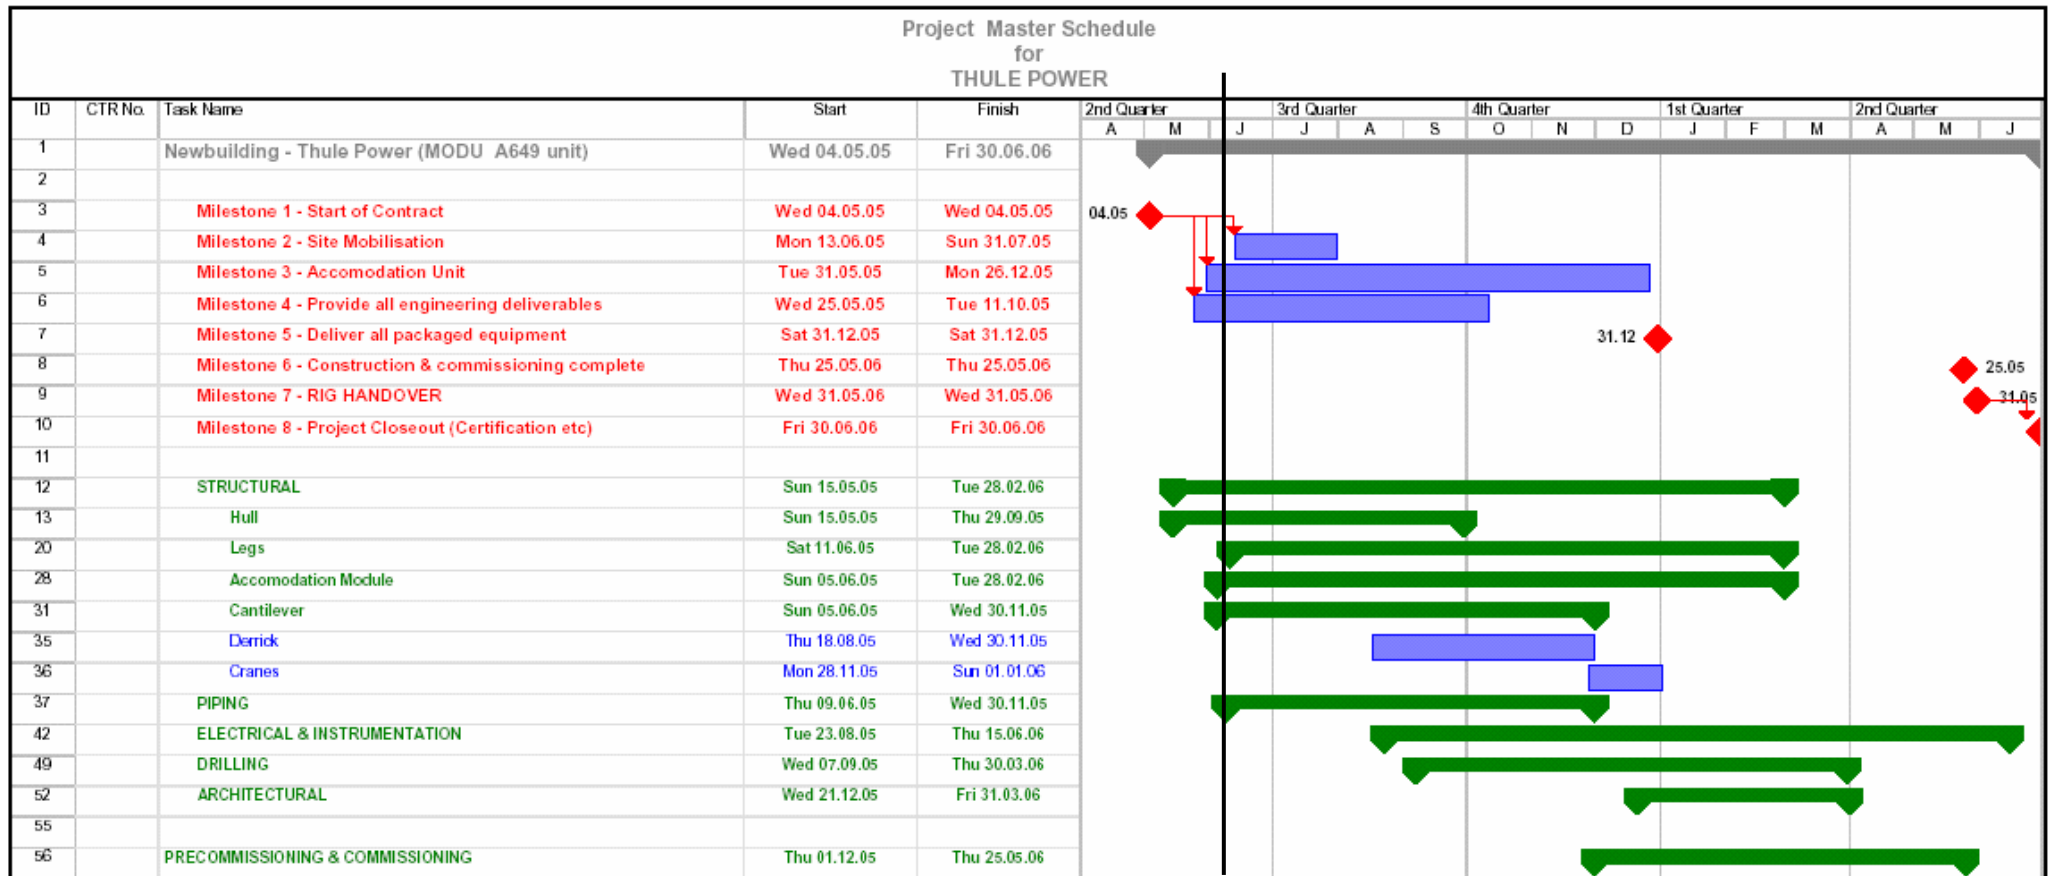 Project Master Schedule
for
THULE POWER
ID CTR No. Task Name Start Finish 2nd Quarter 3rd Quarter 4th Quarter 1st Quarter 2nd Quarter
A M J J A S O N D J F M A M J
1 Newbuilding - Thule Power (MODU A649 unit) Wed 04.05.05 Fri 30.06.06
2
3 Milestone 1 - Start of Contract Wed 04.05.05 Wed 04.05.05 04.05
4 Milestone 2 - Site Mobilisation Mon 13.06.05 Sun 31.07.05
5 Milestone 3 - Accomodation Unit Tue 31.05.05 Mon 26.12.05
6 Milestone 4 - Provide all engineering deliverables Wed 25.05.05 Tue 11.10.05
7 Milestone 5 - Deliver all packaged equipment Sat 31.12.05 Sat 31.12.05 31.12
8 Milestone 6 - Construction & commissioning complete Thu 25.05.06 Thu 25.05.06 25.05
9 Milestone 7 - RIG HANDOVER Wed 31.05.06 Wed 31.05.06 31.05
10 Milestone 8 - Project Closeout (Certification etc) Fri 30.06.06 Fri 30.06.06
11
12 STRUCTURAL Sun 15.05.05 Tue 28.02.06
13 Hull Sun 15.05.05 Thu 29.09.05
20 Legs Sat 11.06.05 Tue 28.02.06
28 Accomodation Module Sun 05.06.05 Tue 28.02.06
31 Cantilever Sun 05.06.05 Wed 30.11.05
35 Derrick Thu 18.08.05 Wed 30.11.05
36 Cranes Mon 28.11.05 Sun 01.01.06
37 PIPING Thu 09.06.05 Wed 30.11.05
42 ELECTRICAL & INSTRUMENTATION Tue 23.08.05 Thu 15.06.06
49 DRILLING Wed 07.09.05 Thu 30.03.06
52 ARCHITECTURAL Wed 21.12.05 Fri 31.03.06
55
56 PRECOMMISSIONING & COMMISSIONING Thu 01.12.05 Thu 25.05.06